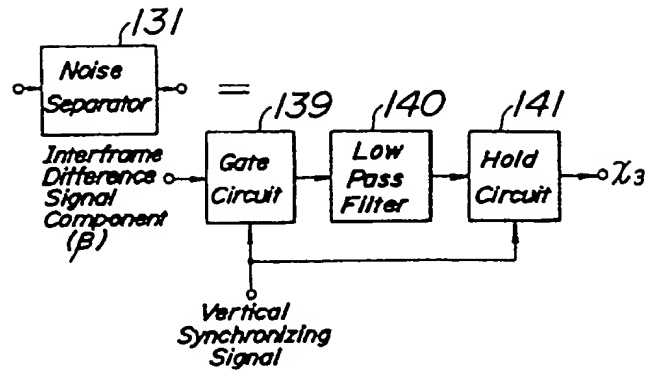 131
Noise
Separator
=
139
140
141
Interframe
Difference
Signal
Component
(β)
Gate
Circuit
Low
Pass
Filter
Hold
Circuit
χ3
Vertical
Synchronizing
Signal